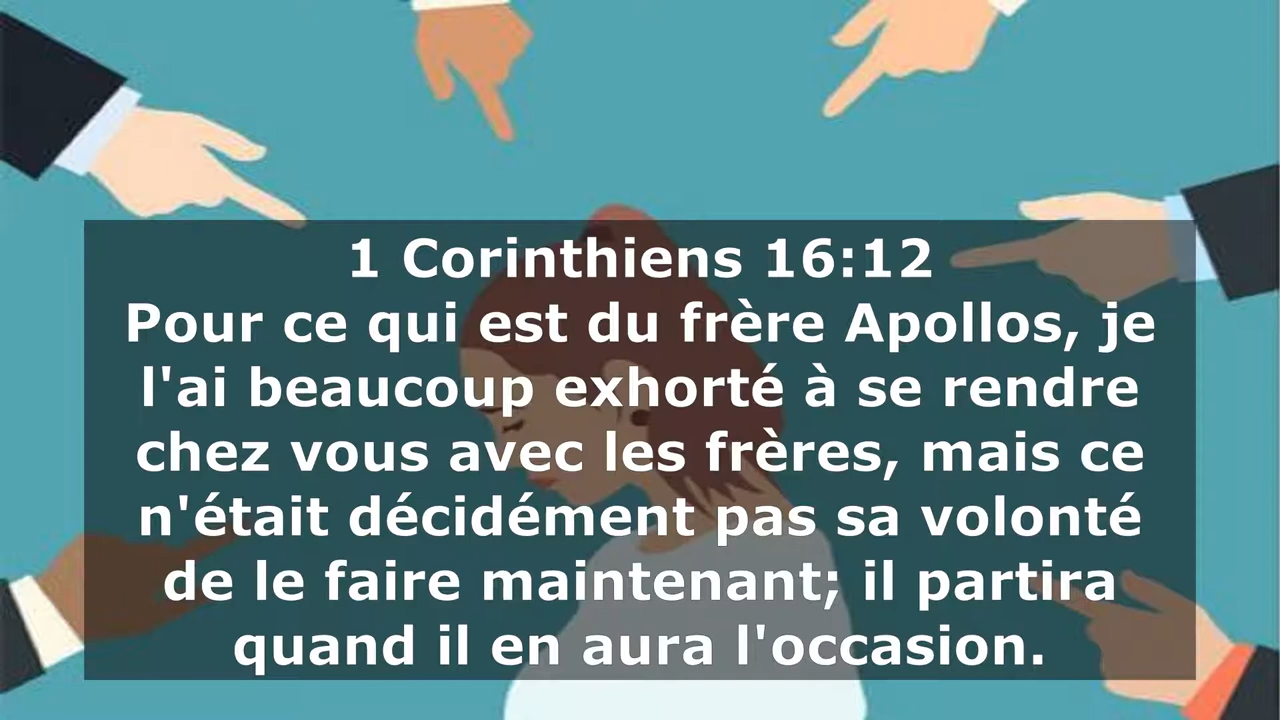 1 Corinthiens 16:12
Pour ce qui est du frère Apollos, je
l'ai beaucoup exhorté à se rendre
chez vous avec les frères, mais ce
n'était décidément pas sa volonté
de le faire maintenant; il partira
quand il en aura l'occasion.